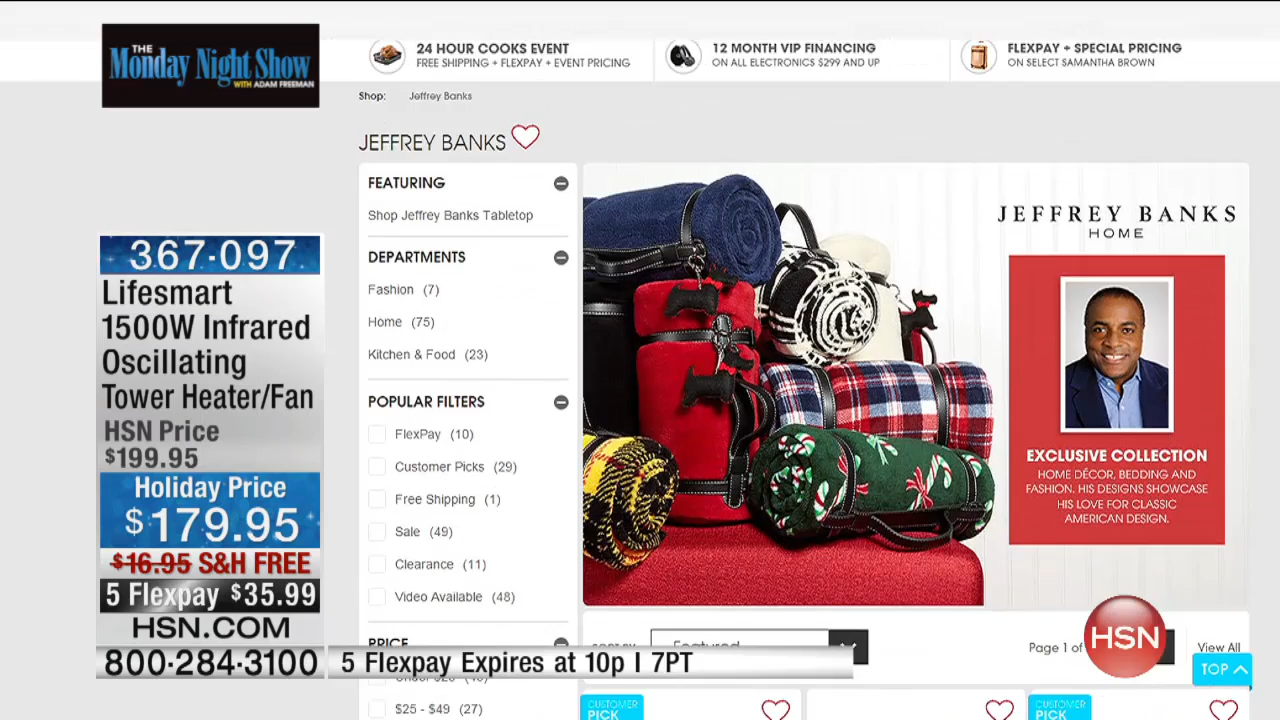 THE
Monday Night Show
WITH ADAM FREEMAN
24 HOUR COOKS EVENT
FREE SHIPPING + FLEXPAY + EVENT PRICING
12 MONTH VIP FINANCING
ON ALL ELECTRONICS $299 AND UP
FLEXPAY + SPECIAL PRICING
ON SELECT SAMANTHA BROWN
Shop: Jeffrey Banks
JEFFREY BANKS
FEATURING
Shop Jeffrey Banks Tabletop
DEPARTMENTS
Fashion (7)
Home (75)
Kitchen & Food (23)
POPULAR FILTERS
FlexPay (10)
Customer Picks (29)
Free Shipping (1)
Sale (49)
Clearance (11)
Video Available (48)
PRICE
$25 - $49 (27)
JEFFREY BANKS
HOME
EXCLUSIVE COLLECTION
HOME DÉCOR, BEDDING AND
FASHION. HIS DESIGNS SHOWCASE
HIS LOVE FOR CLASSIC
AMERICAN DESIGN.
Featured
Page 1 of
View All
TOP
HSN
CUSTOMER
PICK
CUSTOMER
PICK
367-097
Lifesmart
1500W Infrared
Oscillating
Tower Heater/Fan
HSN Price
$199.95
Holiday Price
$179.95
$16.95 S&H FREE
5 Flexpay $35.99
HSN.COM
800-284-3100
5 Flexpay Expires at 10p | 7PT